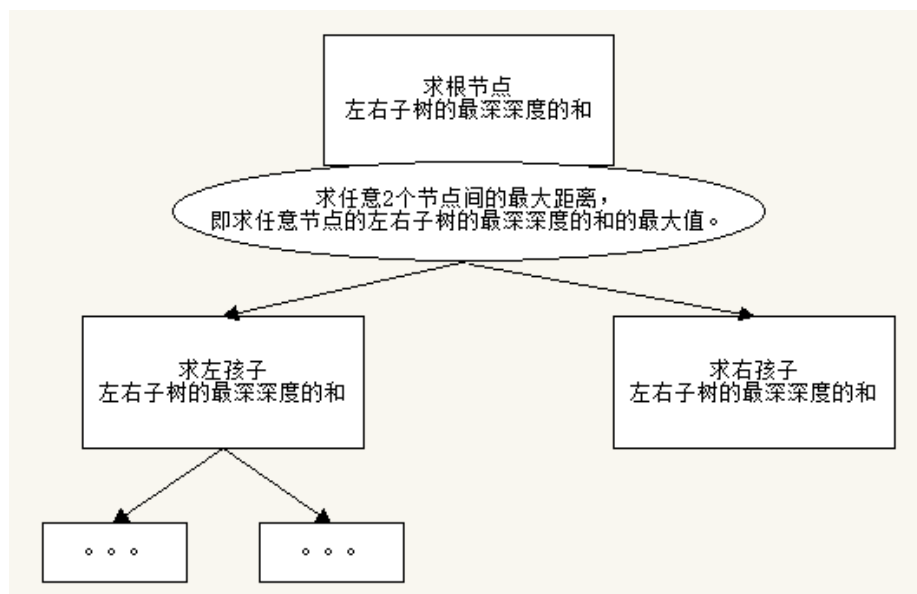 求根节点
左右子树的最深深度的和
求任意2个节点间的最大距离，
即求任意节点的左右子树的最深深度的和的最大值。
求左孩子
左右子树的最深深度的和
求右孩子
左右子树的最深深度的和
。。。
。。。